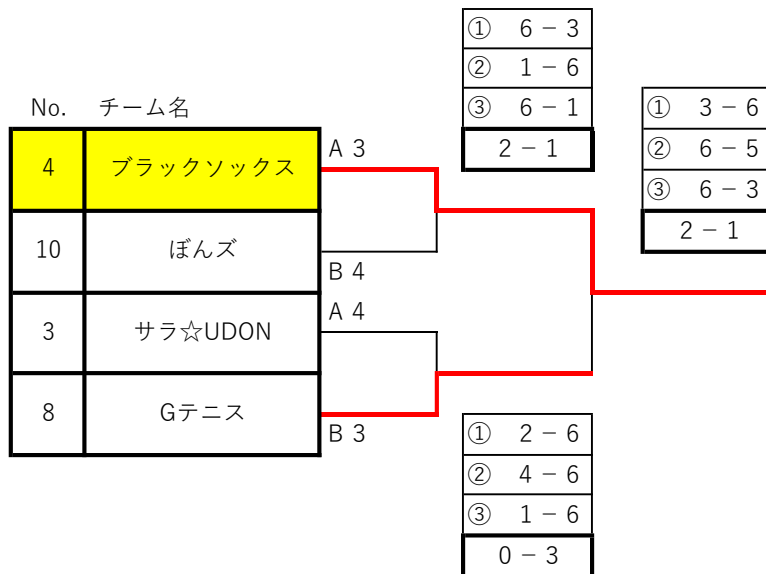 ① 6 − 3
② 1 − 6
③ 6 − 1
2 − 1
① 3 − 6
② 6 − 5
③ 6 − 3
2 − 1
No. チーム名
4 ブラックソックス A 3
10 ぼんズ B 4
3 サラ☆UDON A 4
8 Gテニス B 3
① 2 − 6
② 4 − 6
③ 1 − 6
0 − 3